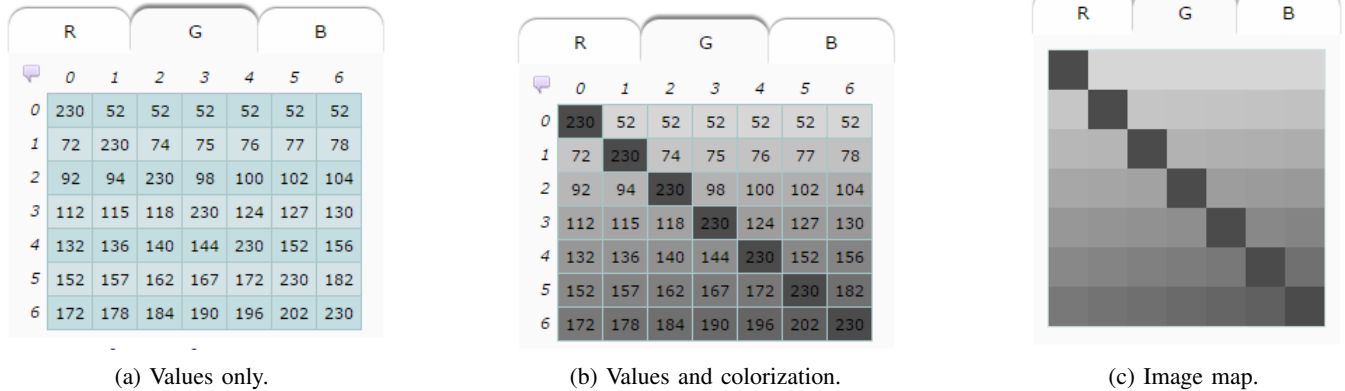 R G B
0 1 2 3 4 5 6
0 230 52 52 52 52 52 52
1 72 230 74 75 76 77 78
2 92 94 230 98 100 102 104
3 112 115 118 230 124 127 130
4 132 136 140 144 230 152 156
5 152 157 162 167 172 230 182
6 172 178 184 190 196 202 230
(a) Values only.
R G B
0 1 2 3 4 5 6
0 230 52 52 52 52 52 52
1 72 230 74 75 76 77 78
2 92 94 230 98 100 102 104
3 112 115 118 230 124 127 130
4 132 136 140 144 230 152 156
5 152 157 162 167 172 230 182
6 172 178 184 190 196 202 230
(b) Values and colorization.
R G B
(c) Image map.